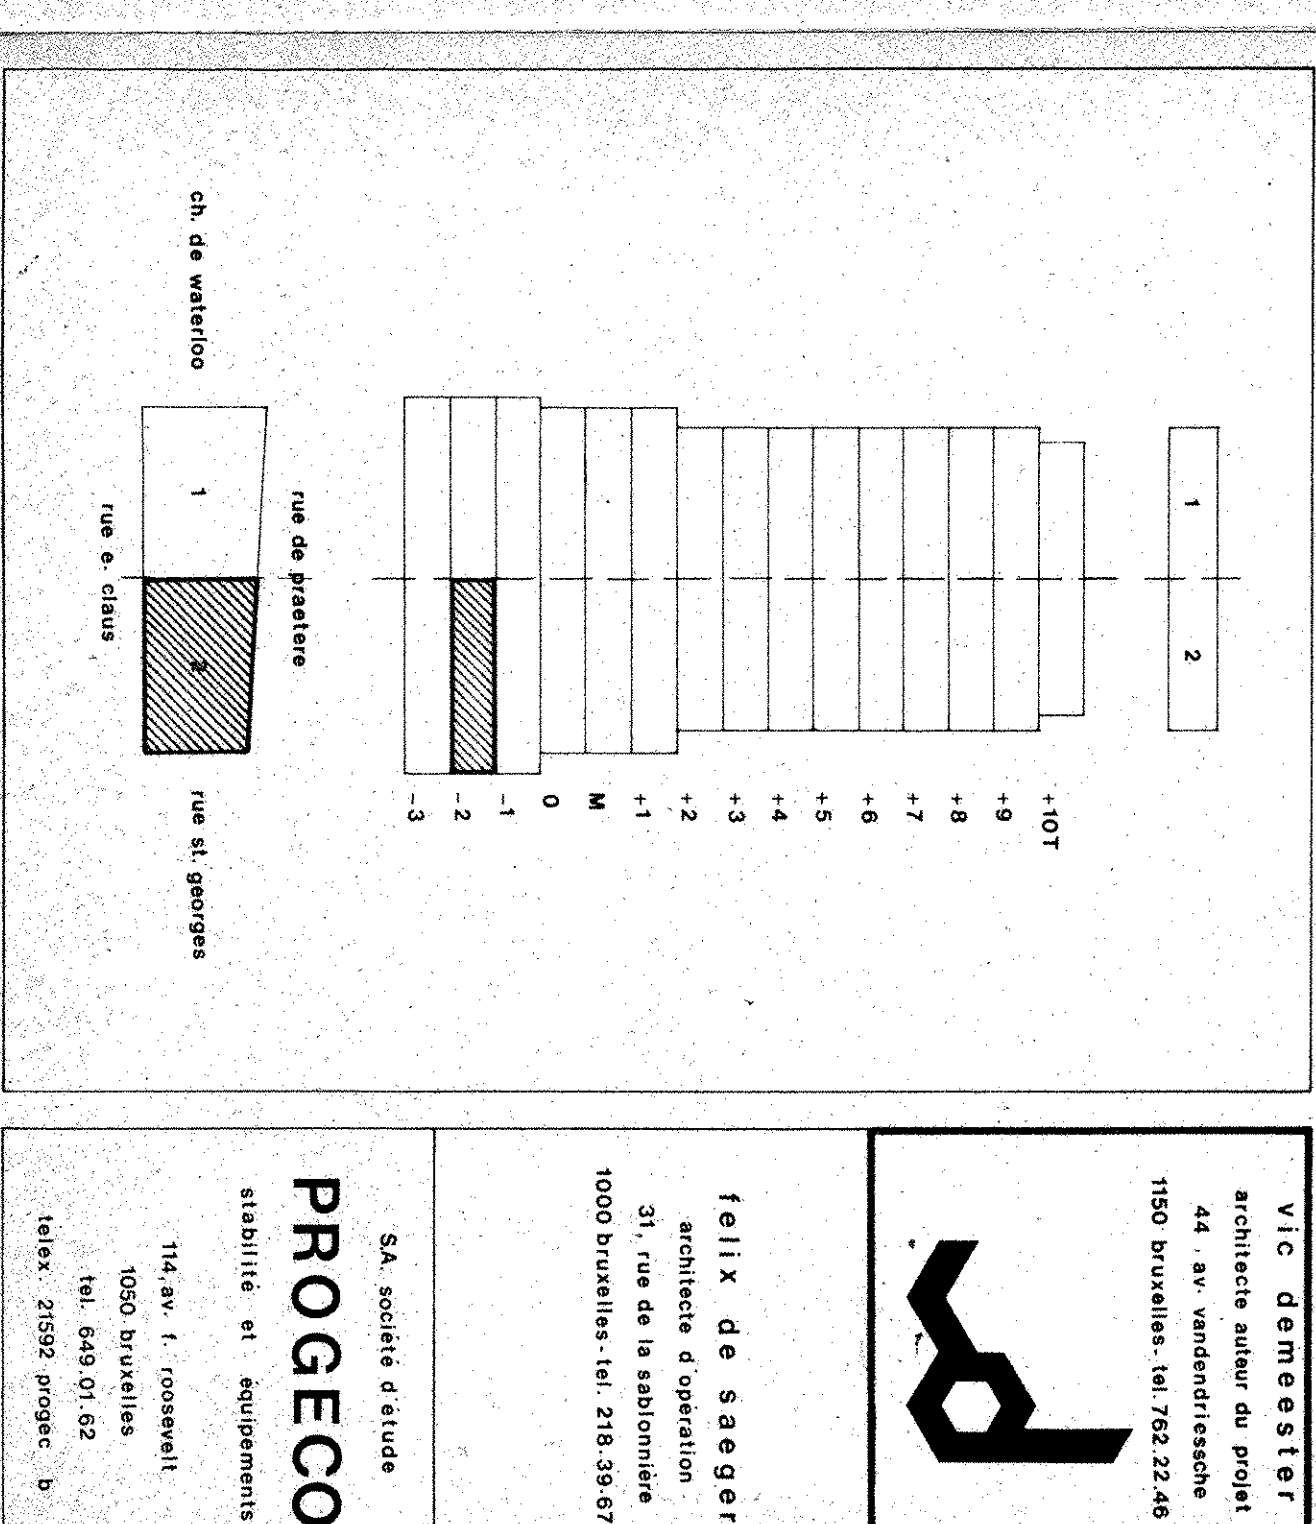 1 2
+10T
+9
+8
+7
+6
+5
+4
+3
+2
+1
M
0
-1
-2
-3
rue de praetere
ch. de waterloo
1 2
rue st. georges
rue e. claus
vic demeester
architecte auteur du projet
44, av. vandendriessche
1150 bruxelles - tel. 762.22.46
felix de saeger
architecte d'opération
31, rue de la sablonnière
1000 bruxelles - tel. 218.39.67
S.A. société d'étude
PROGECO
stabilité et équipements
114, av. f. roosevelt
1050 bruxelles
tel. 649.01.62
telex. 21592 progec b